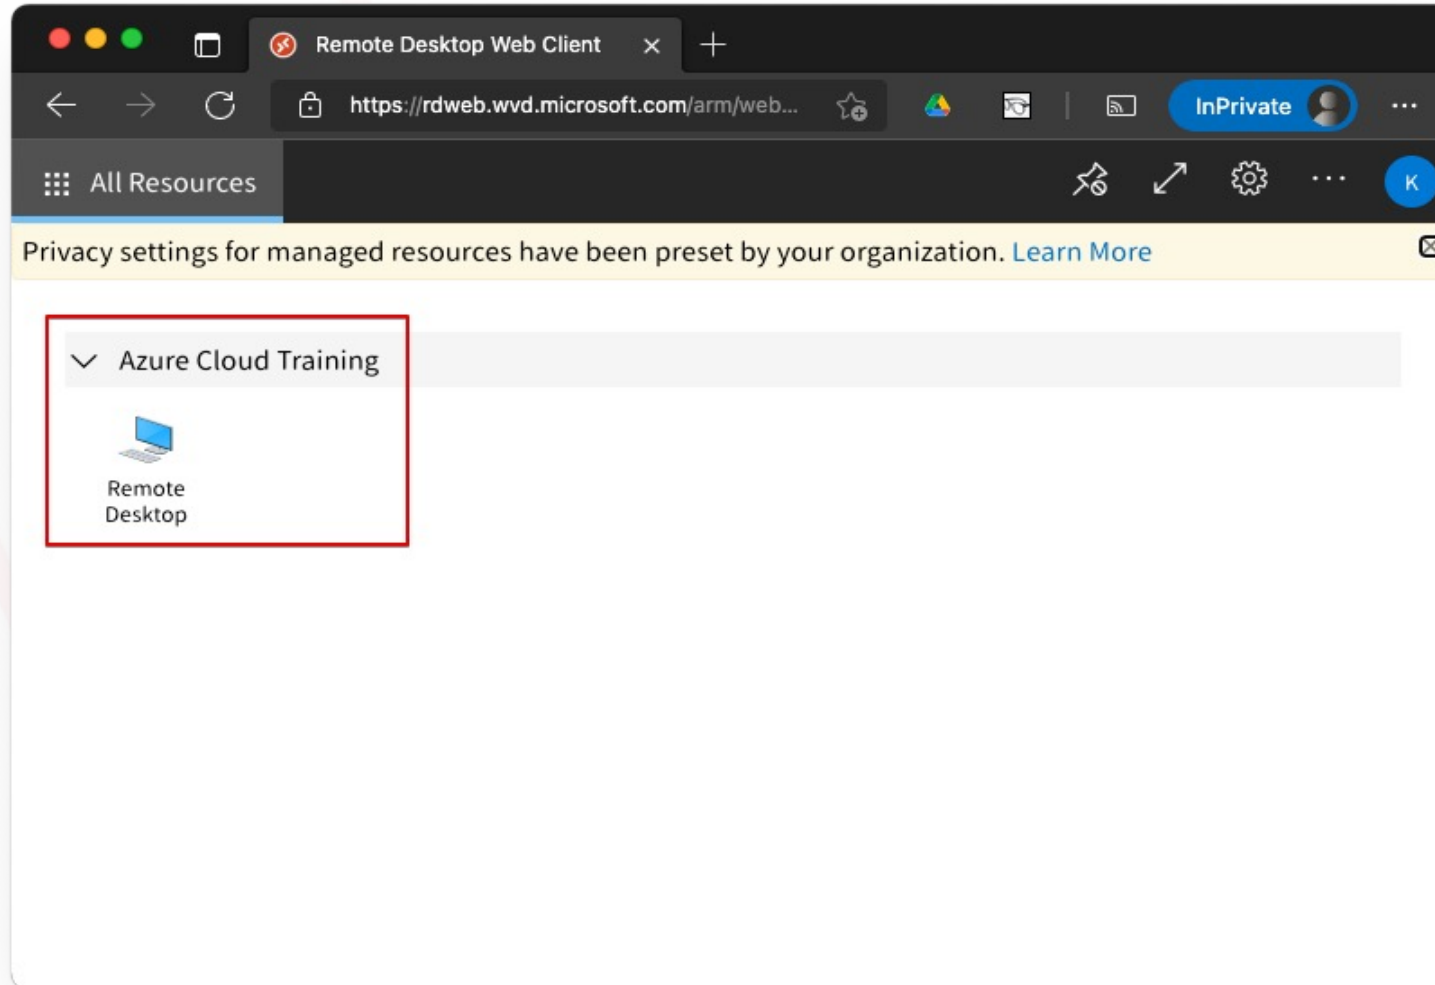 Remote Desktop Web Client
https://rdweb.wvd.microsoft.com/arm/web...
InPrivate
All Resources
K
Privacy settings for managed resources have been preset by your organization. Learn More
Azure Cloud Training
Remote
Desktop